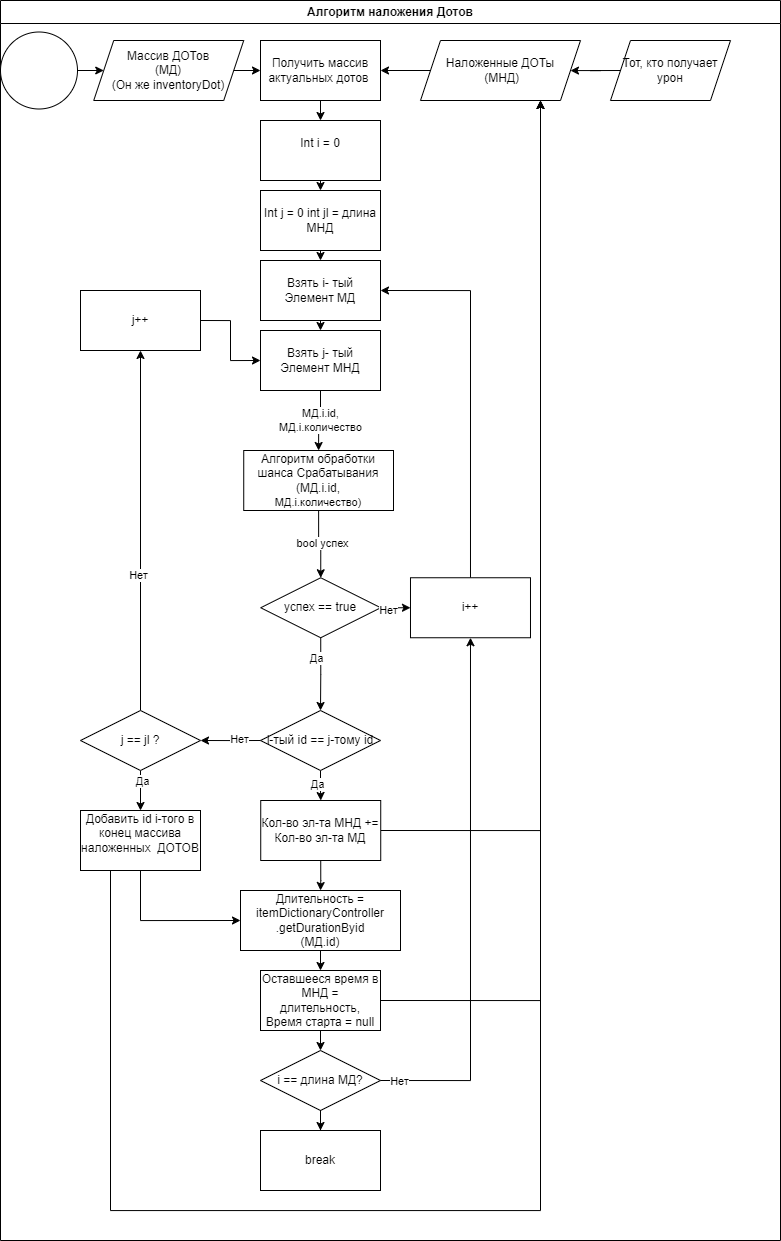 Алгоритм наложения Дотов
Массив ДОТов
(МД)
(Он же inventoryDot)
Получить массив
актуальных дотов
Наложенные ДОТы
(МНД)
Тот, кто получает
урон
Int i = 0
Int j = 0 int jl = длина
МНД
Взять i- тый
Элемент МД
j++
Взять j- тый
Элемент МНД
МД.i.id,
МД.i.количество
Алгоритм обработки
шанса Срабатывания
(МД.i.id,
МД.i.количество)
bool успех
Нет
успех == true
Нет
i++
Да
j == jl ?
Нет
i-тый id == j-тому id
Да
Да
Добавить id i-того в
конец массива
наложенных ДОТОВ
Кол-во эл-та МНД +=
Кол-во эл-та МД
Длительность =
itemDictionaryController
.getDurationByid
(МД.id)
Оставшееся время в
МНД =
длительность,
Время старта = null
i == длина МД?
Нет
break